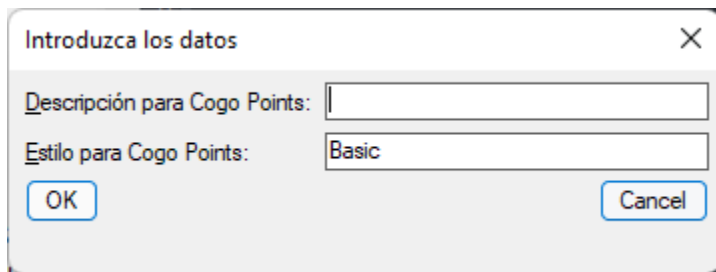 Introduzca los datos
Descripción para Cogo Points:
Estilo para Cogo Points: Basic
OK Cancel